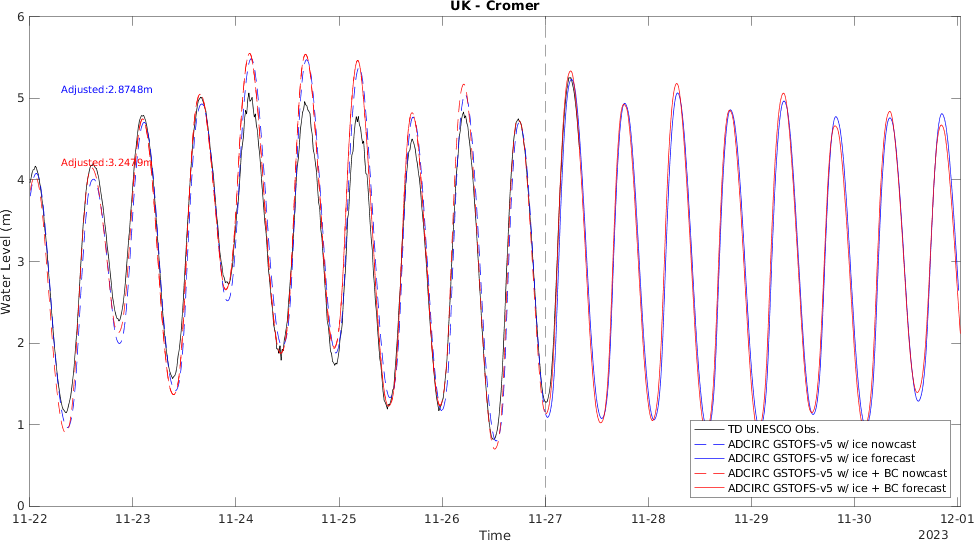 UK - Cromer
6
5
4
3
2
1
0
Water Level (m)
Adjusted:2.8748m
Adjusted:3.2479m
TD UNESCO Obs.
ADCIRC GSTOFS-v5 w/ ice nowcast
ADCIRC GSTOFS-v5 w/ ice forecast
ADCIRC GSTOFS-v5 w/ ice + BC nowcast
ADCIRC GSTOFS-v5 w/ ice + BC forecast
11-22 11-23 11-24 11-25 11-26 11-27 11-28 11-29 11-30 12-01
Time
2023